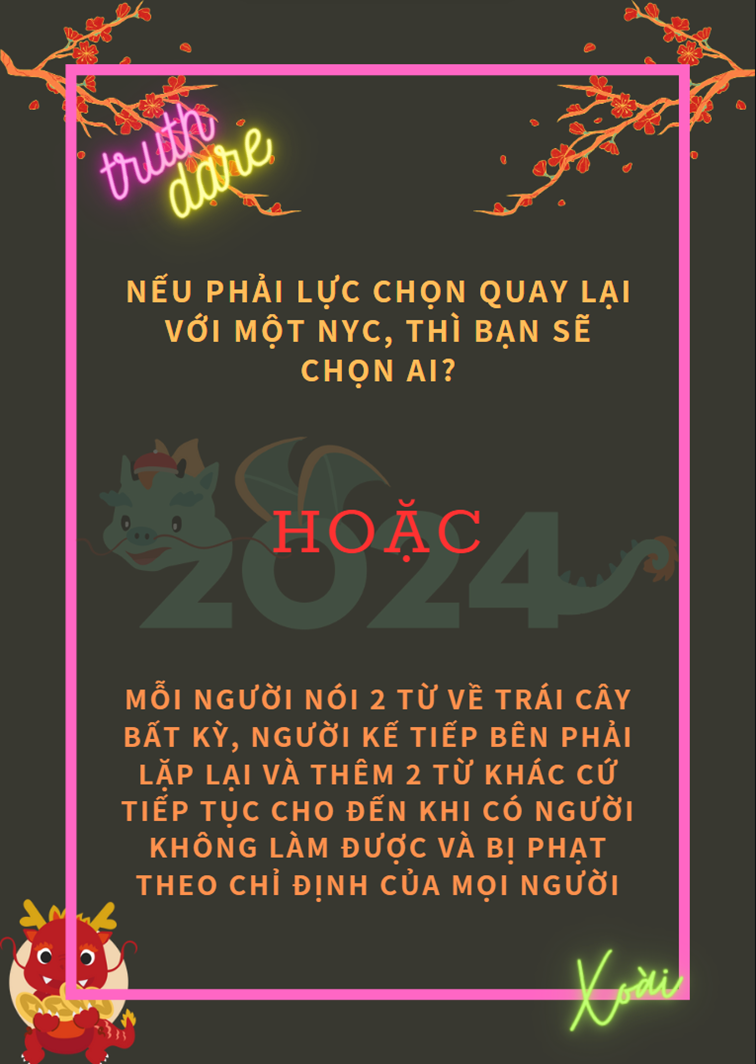 truth
dare
NẾU PHẢI LỰC CHỌN QUAY LẠI
VỚI MỘT NYC, THÌ BẠN SẼ
CHỌN AI?
2024
HOẶC
MỖI NGƯỜI NÓI 2 TỪ VỀ TRÁI CÂY
BẤT KỲ, NGƯỜI KẾ TIẾP BÊN PHẢI
LẶP LẠI VÀ THÊM 2 TỪ KHÁC CỨ
TIẾP TỤC CHO ĐẾN KHI CÓ NGƯỜI
KHÔNG LÀM ĐƯỢC VÀ BỊ PHẠT
THEO CHỈ ĐỊNH CỦA MỌI NGƯỜI
Xoài